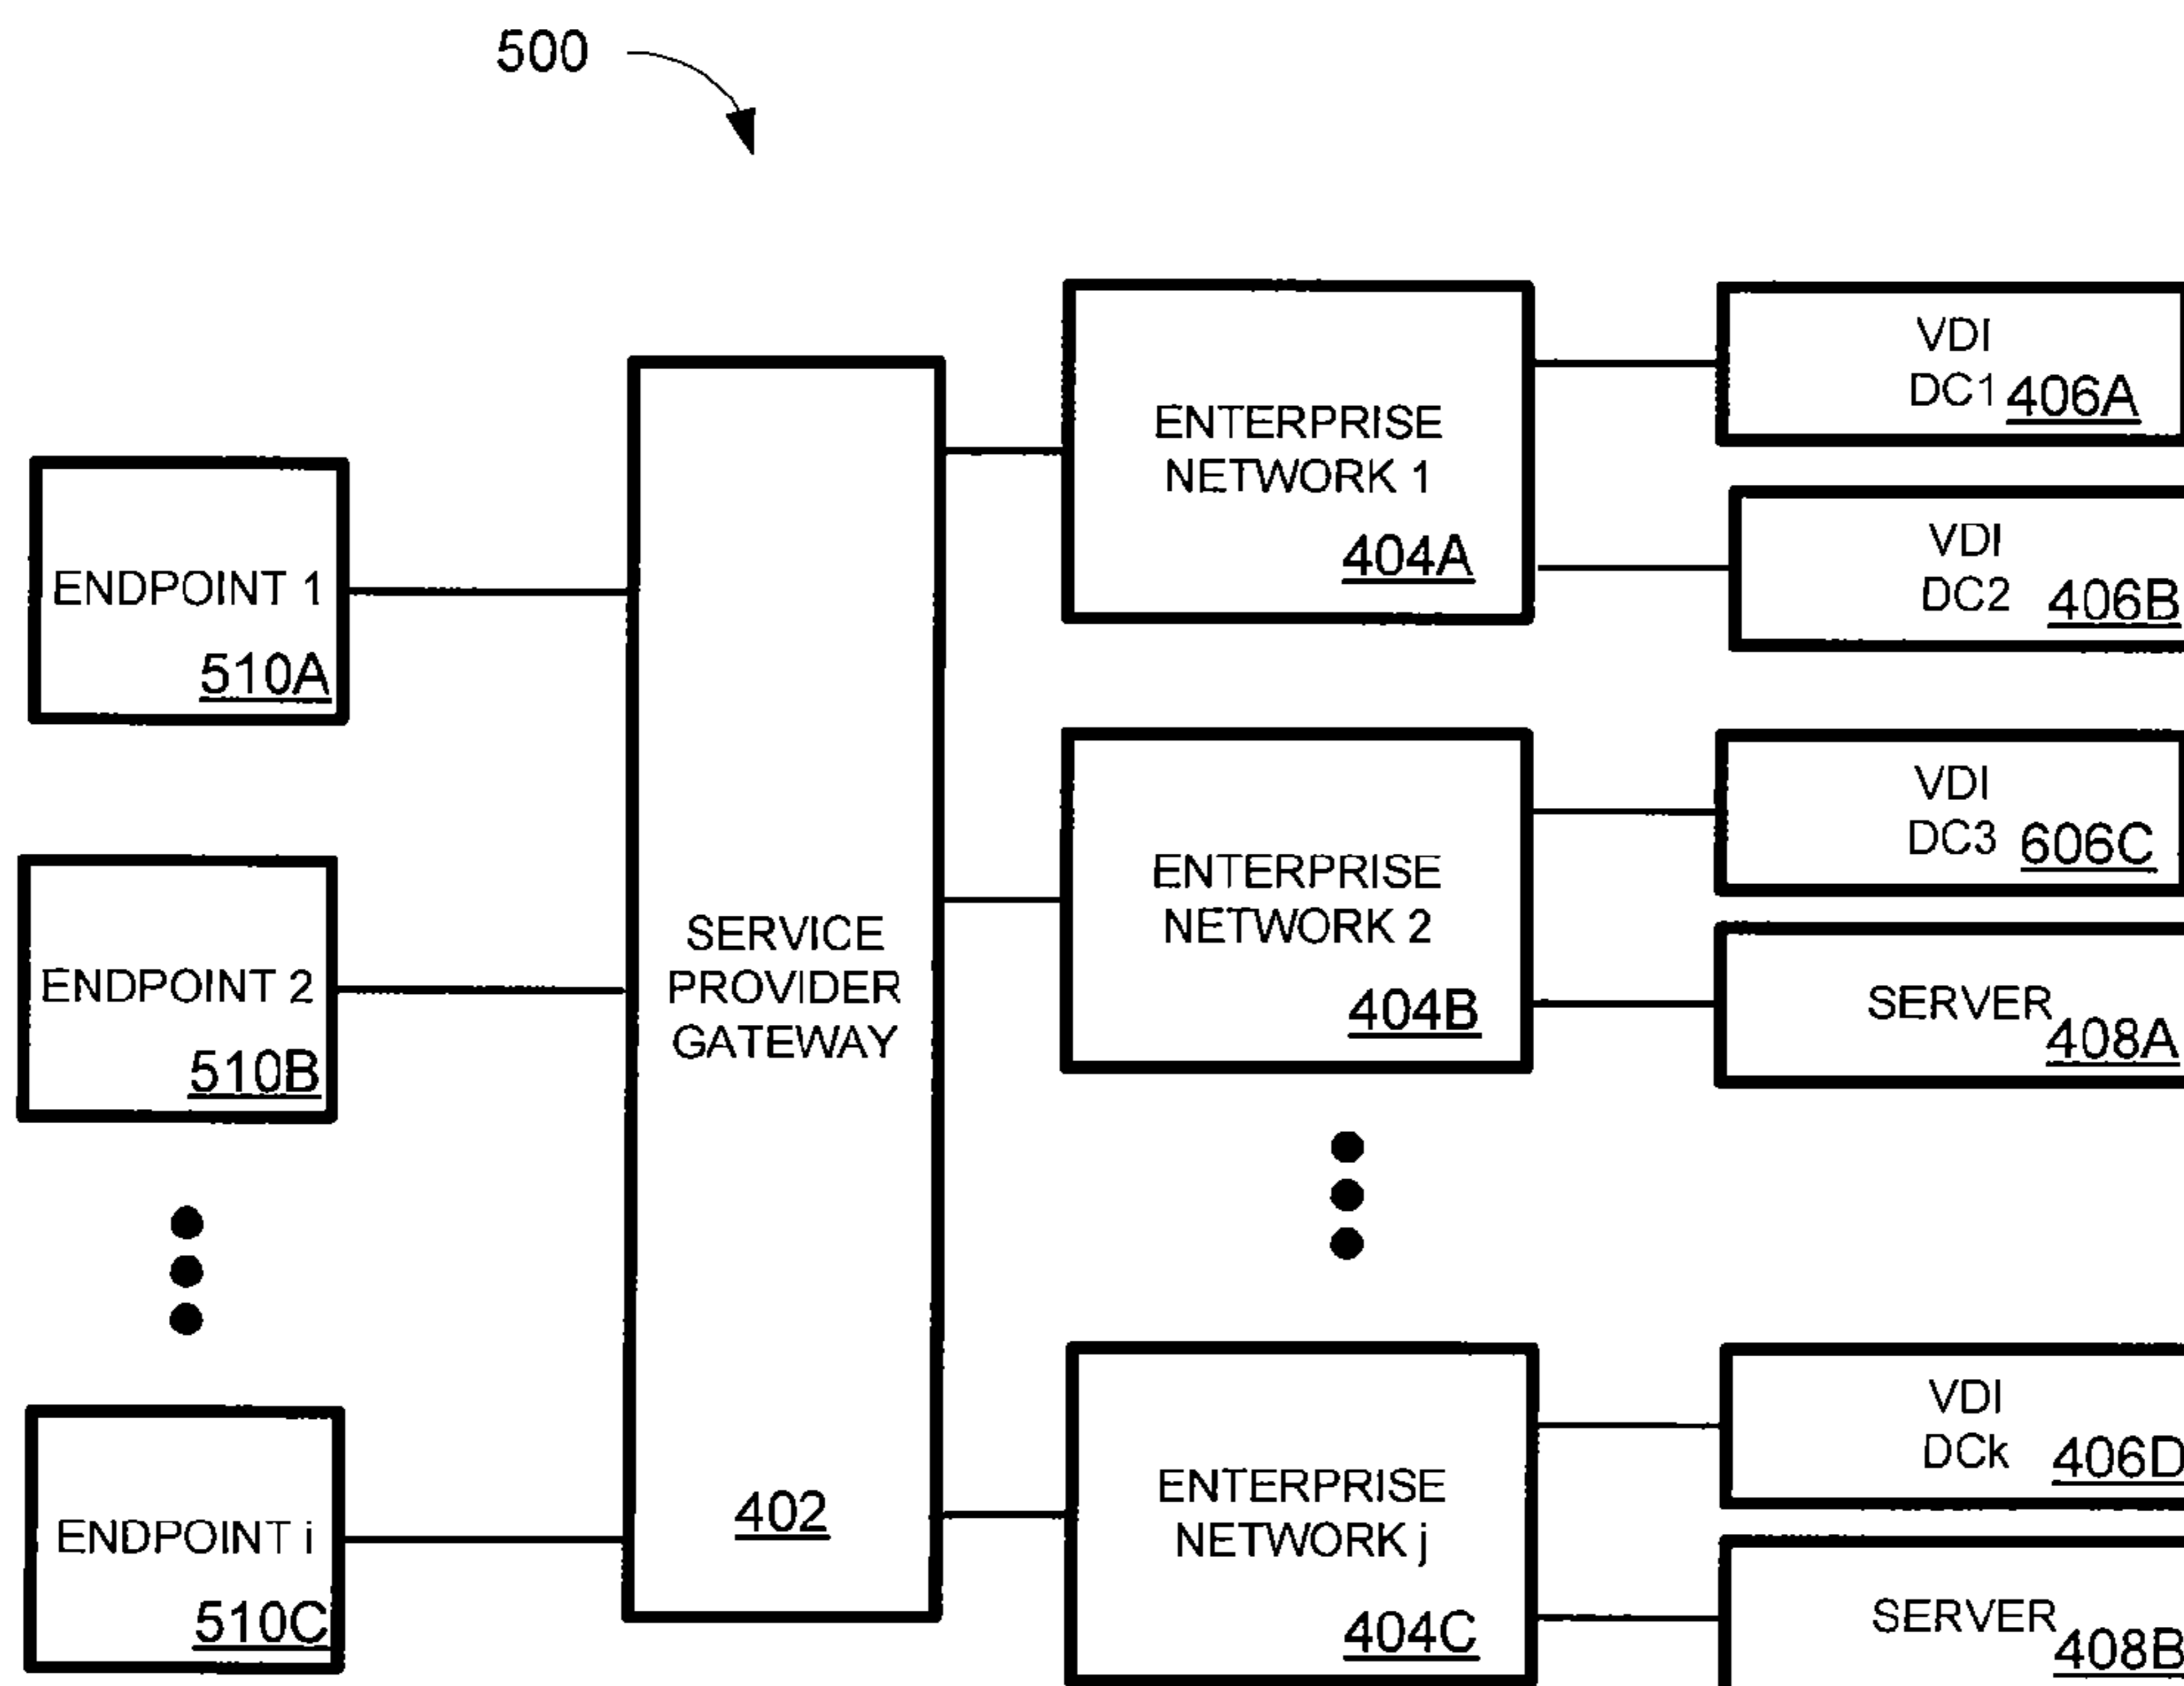 500
ENDPOINT 1
510A
ENDPOINT 2
510B
ENDPOINT i
510C
SERVICE
PROVIDER
GATEWAY
402
ENTERPRISE
NETWORK 1
404A
ENTERPRISE
NETWORK 2
404B
ENTERPRISE
NETWORK j
404C
VDI
DC1 406A
VDI
DC2 406B
VDI
DC3 606C
SERVER
408A
VDI
DCk 406D
SERVER
408B